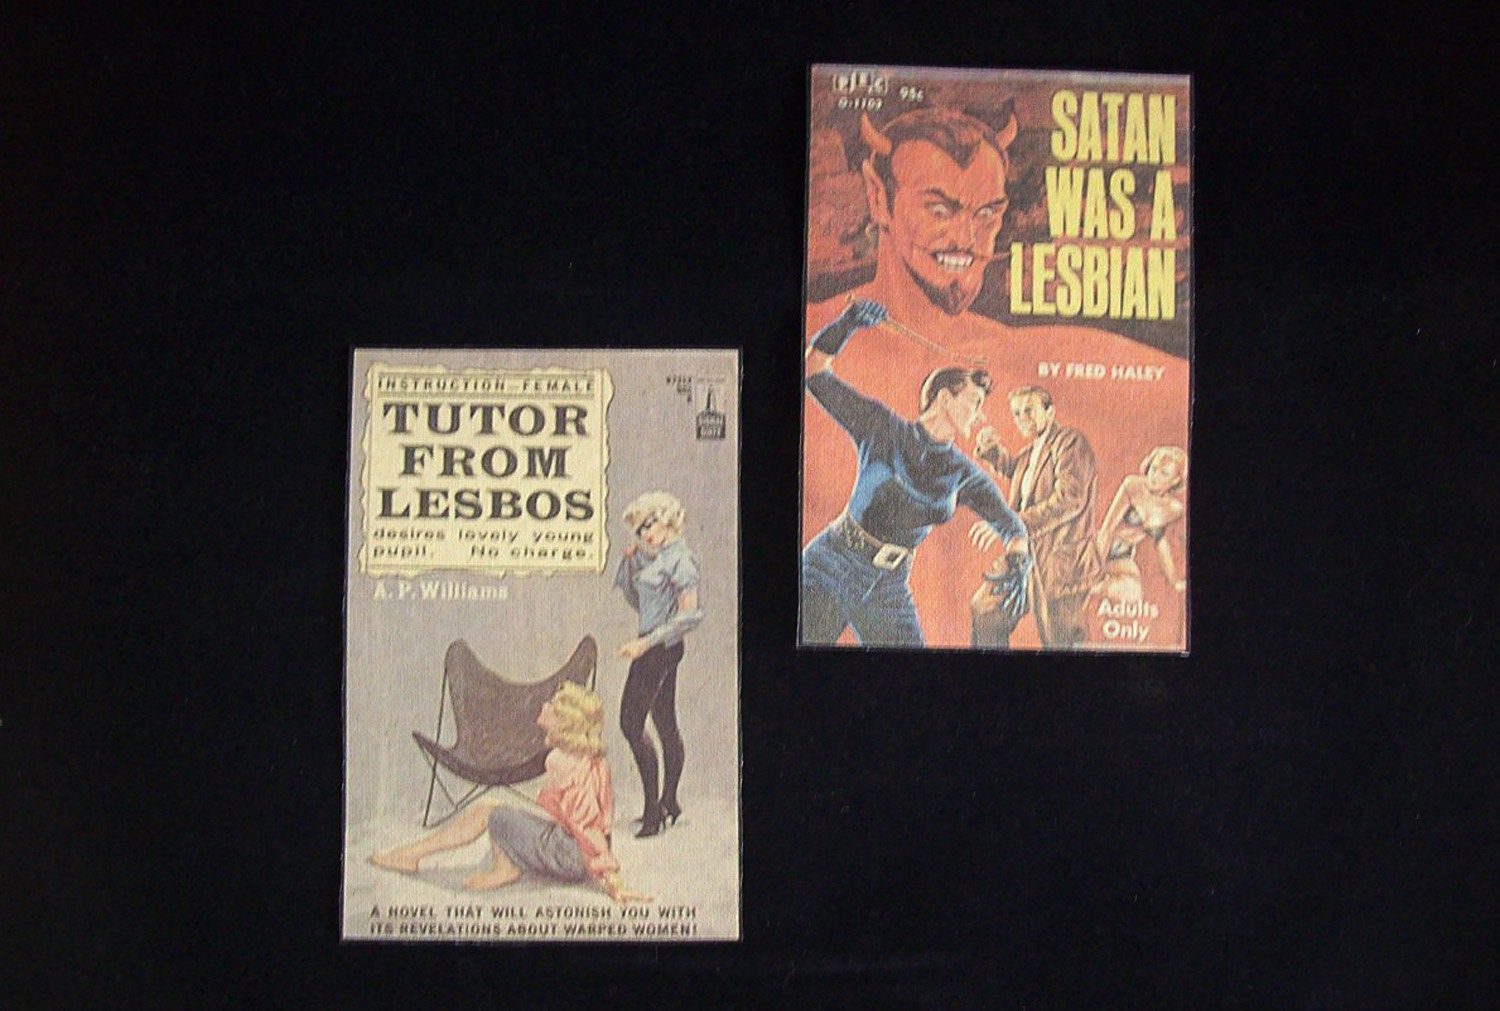 INSTRUCTION—FEMALE
TUTOR
FROM
LESBOS
desires lovely young
pupil. No charge.
A. P. Williams
A NOVEL THAT WILL ASTONISH YOU WITH
ITS REVELATIONS ABOUT WARPED WOMEN!
PEC
95¢
SATAN
WAS A
LESBIAN
BY FRED HALEY
Adults
Only